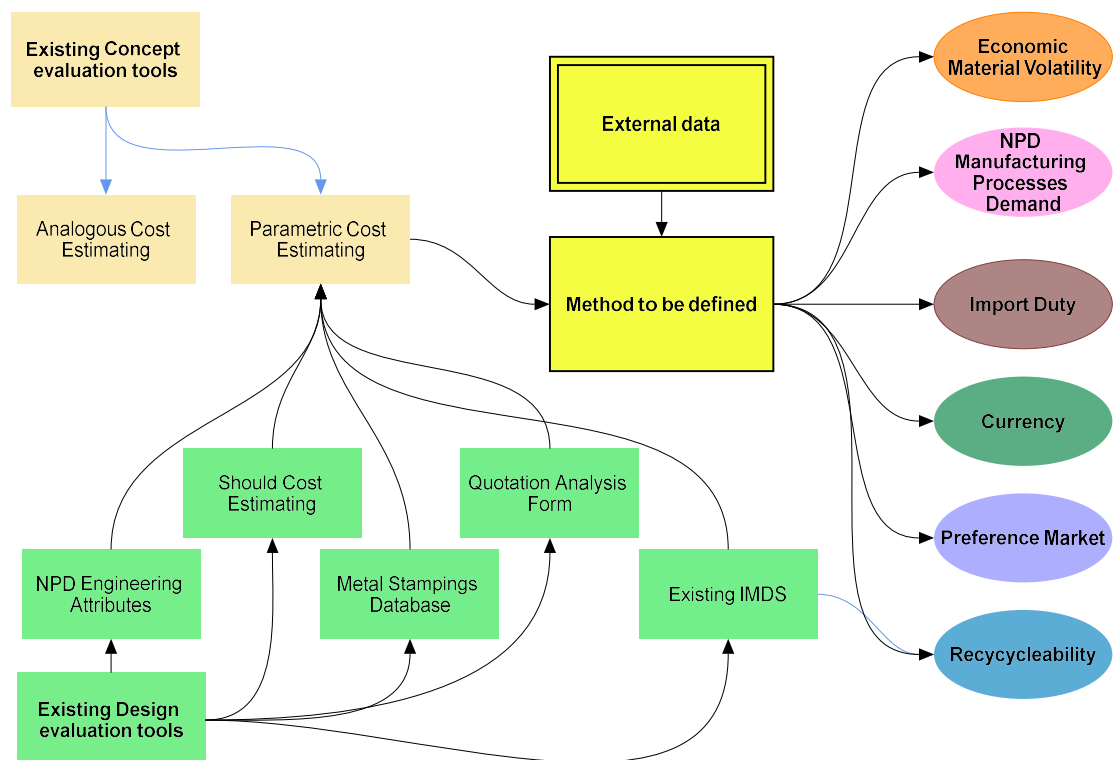 Existing Concept
evaluation tools
External data
Economic
Material Volatility
NPD
Manufacturing
Processes
Demand
Analogous Cost
Estimating
Parametric Cost
Estimating
Method to be defined
Import Duty
Currency
Should Cost
Estimating
Quotation Analysis
Form
Preference Market
NPD Engineering
Attributes
Metal Stampings
Database
Existing IMDS
Recycycleability
Existing Design
evaluation tools